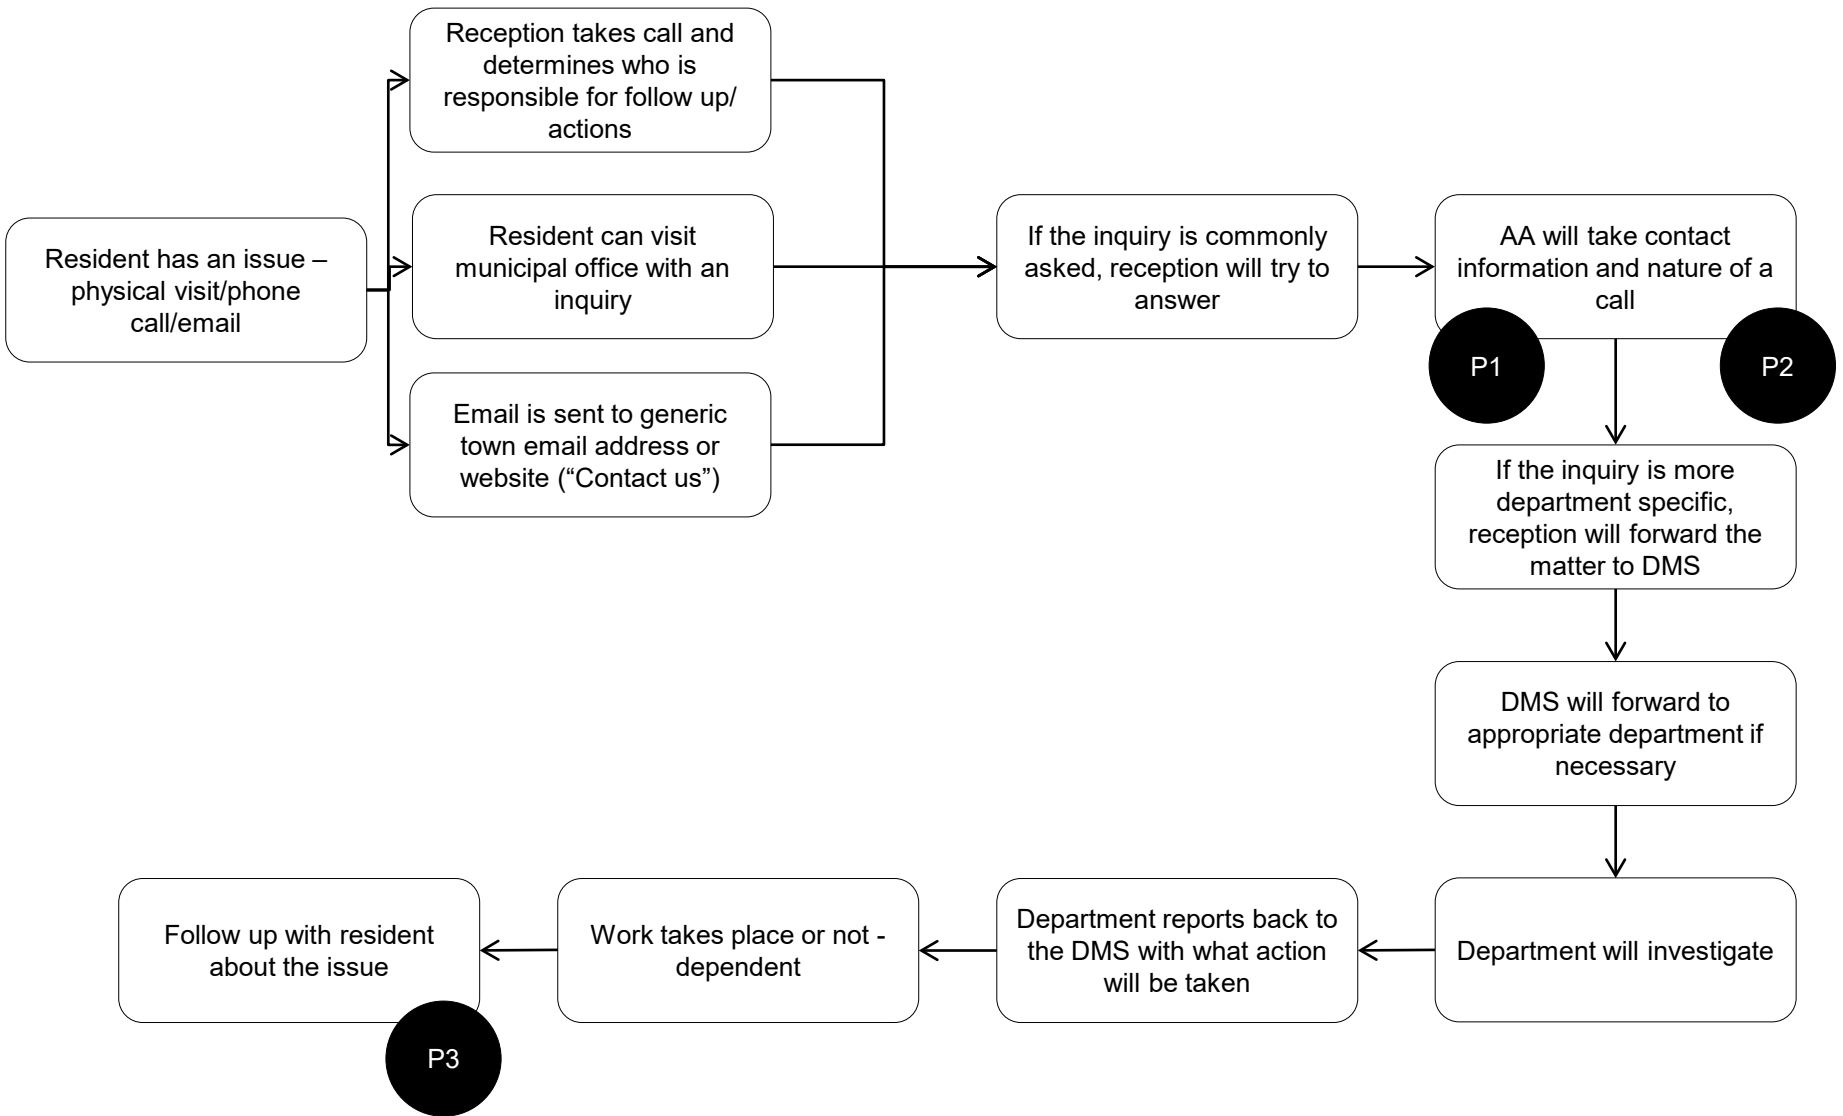 Reception takes call and
determines who is
responsible for follow up/
actions
Resident has an issue –
physical visit/phone
call/email
Resident can visit
municipal office with an
inquiry
Email is sent to generic
town email address or
website (“Contact us”)
If the inquiry is commonly
asked, reception will try to
answer
AA will take contact
information and nature of a
call
P1
P2
If the inquiry is more
department specific,
reception will forward the
matter to DMS
DMS will forward to
appropriate department if
necessary
Department will investigate
Department reports back to
the DMS with what action
will be taken
Work takes place or not -
dependent
Follow up with resident
about the issue
P3